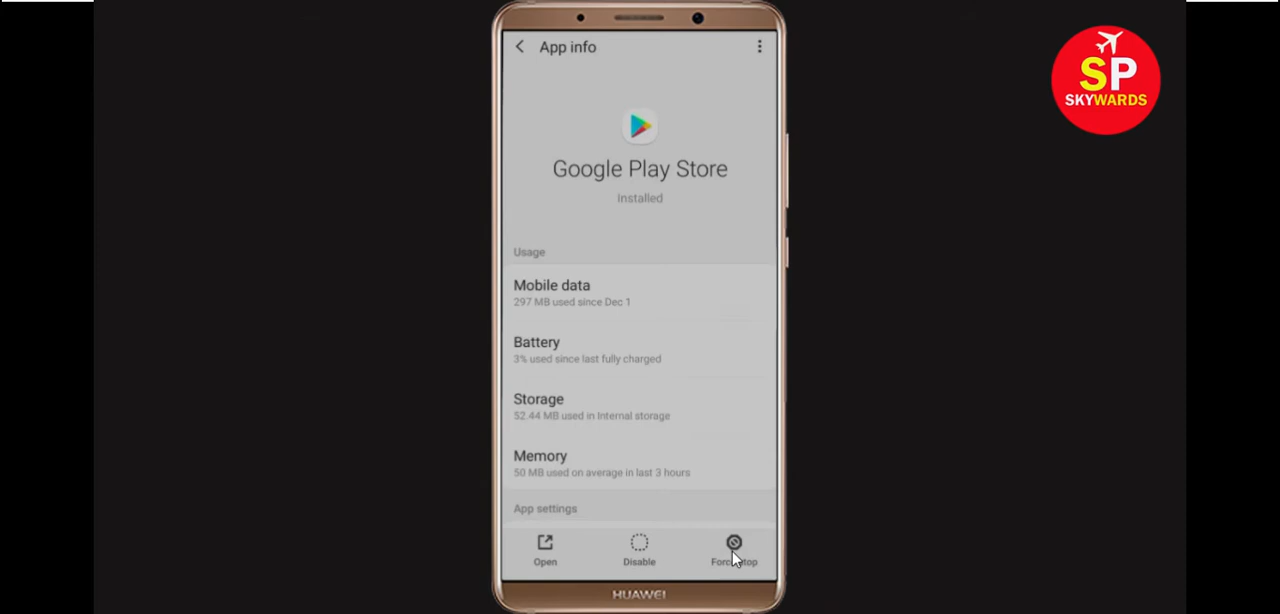 App info
SP
SKYWARDS
Google Play Store
Installed
Usage
Mobile data
297 MB used since Dec 1
Battery
3% used since last fully charged
Storage
52.44 MB used in Internal storage
Memory
50 MB used on average in last 3 hours
App settings
Open
Disable
Force stop
HUAWEI